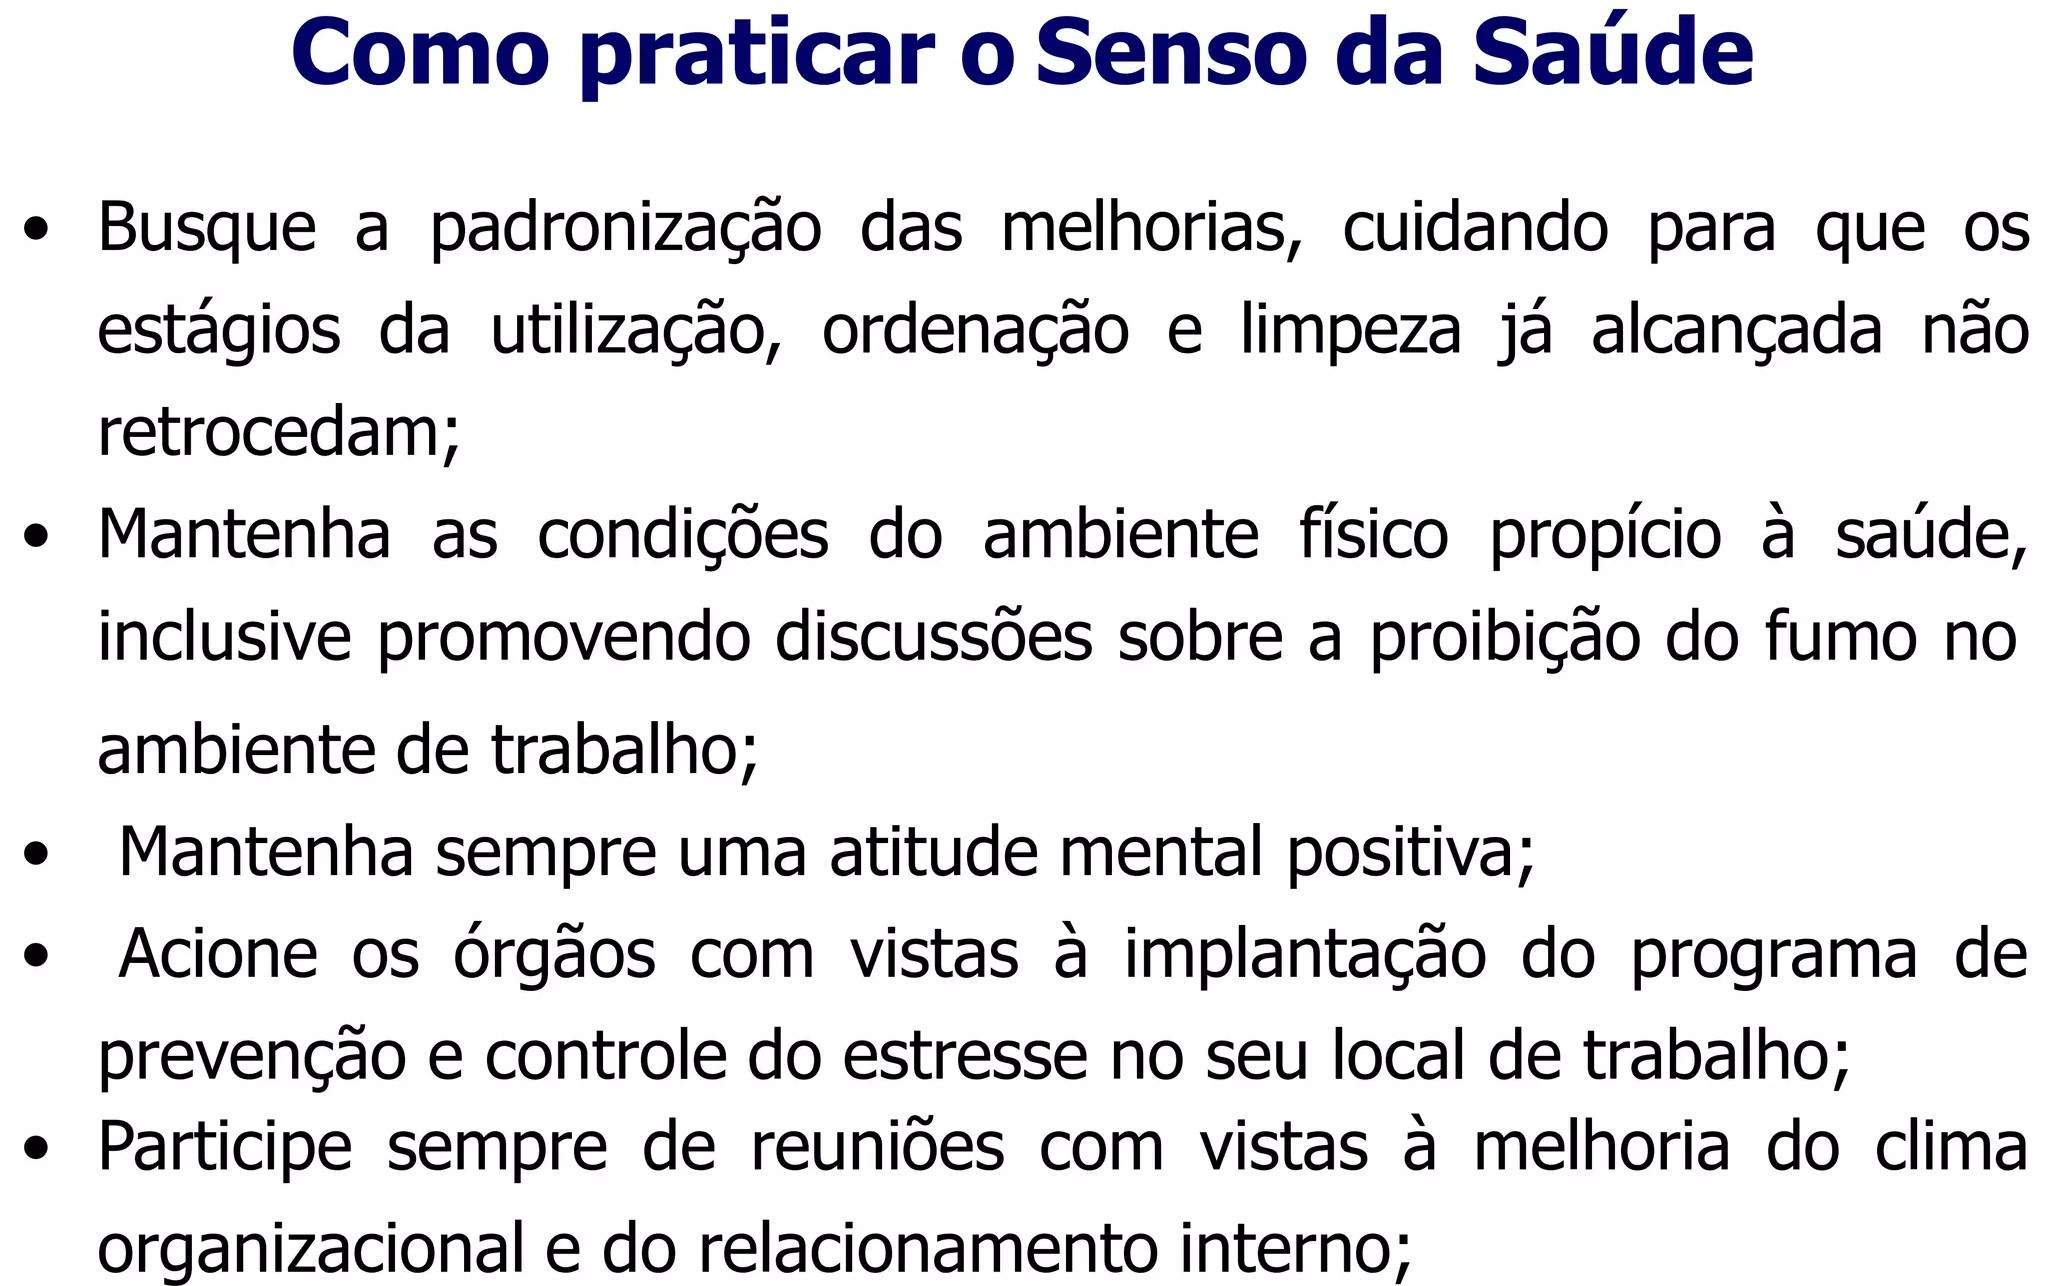 Como praticar o Senso da Saúde
• Busque a padronização das melhorias, cuidando para que os
estágios da utilização, ordenação e limpeza já alcançada não
retrocedam;
• Mantenha as condições do ambiente físico propício à saúde,
inclusive promovendo discussões sobre a proibição do fumo no
ambiente de trabalho;
• Mantenha sempre uma atitude mental positiva;
• Acione os órgãos com vistas à implantação do programa de
prevenção e controle do estresse no seu local de trabalho;
• Participe sempre de reuniões com vistas à melhoria do clima
organizacional e do relacionamento interno;